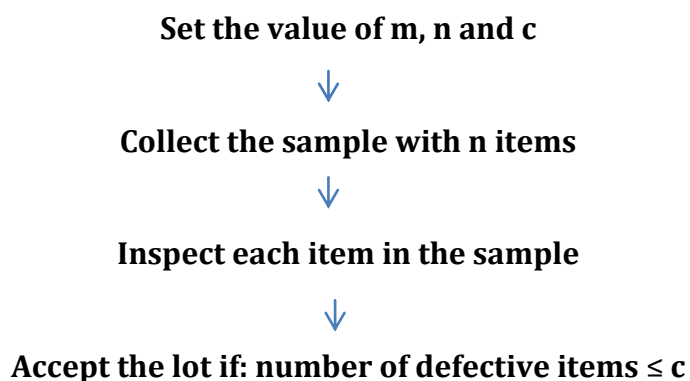 Set the value of m, n and c
Collect the sample with n items
Inspect each item in the sample
Accept the lot if: number of defective items ≤ c